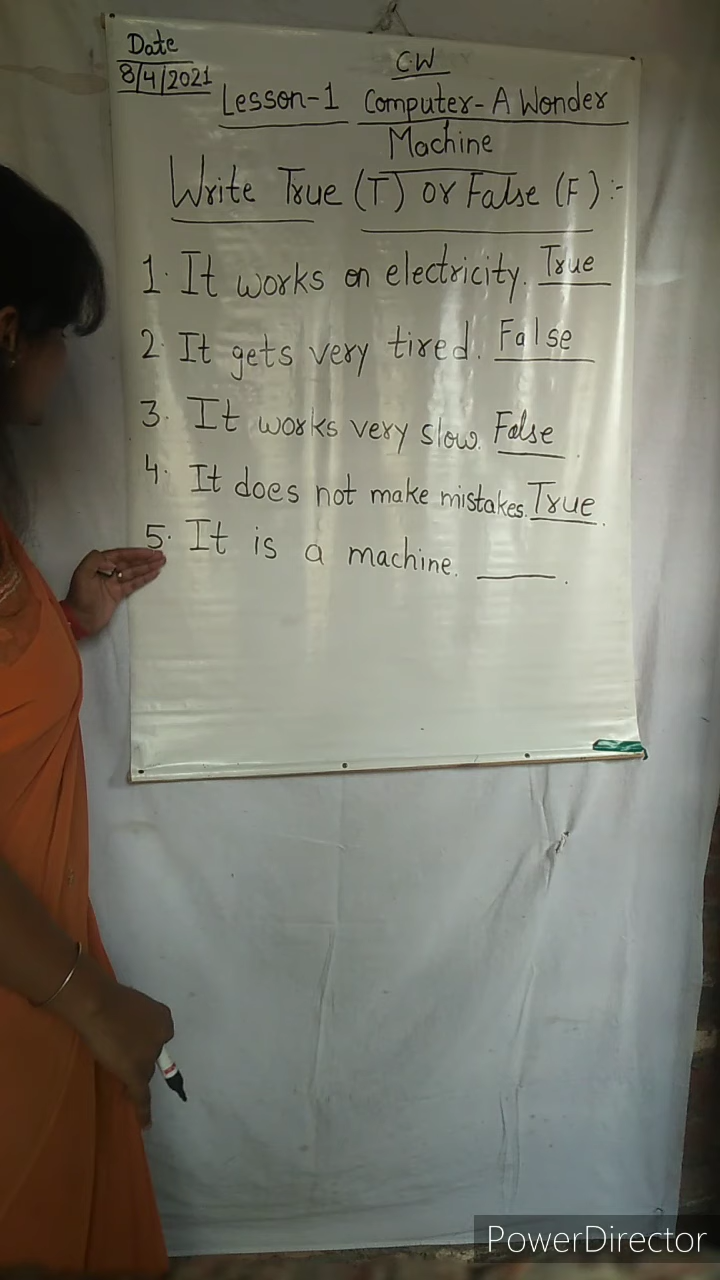 Date
8/4/2021
C.W
Lesson-1 Computer- A Wonder
Machine
Write True (T) or False (F) :-
1. It works on electricity. True
2. It gets very tired. False
3. It works very slow. False.
4. It does not make mistakes. True.
5. It is a machine. ______.
PowerDirector